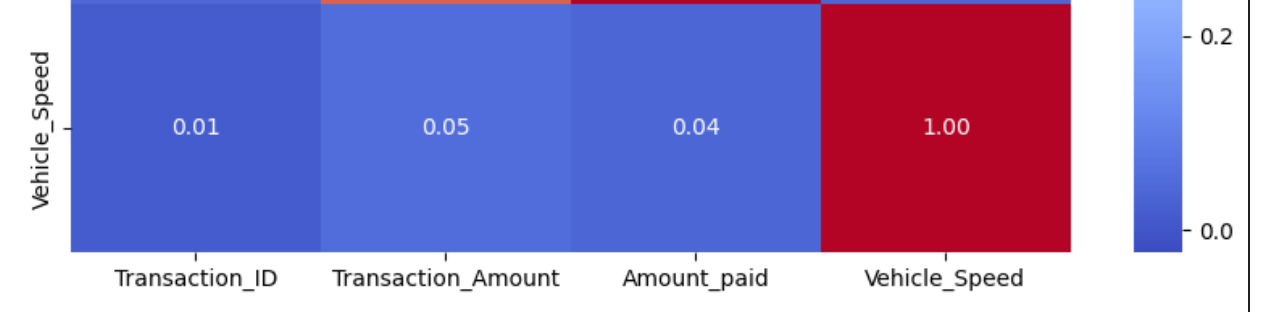 0.2
Vehicle_Speed
0.01 0.05 0.04 1.00
0.0
Transaction_ID Transaction_Amount Amount_paid Vehicle_Speed